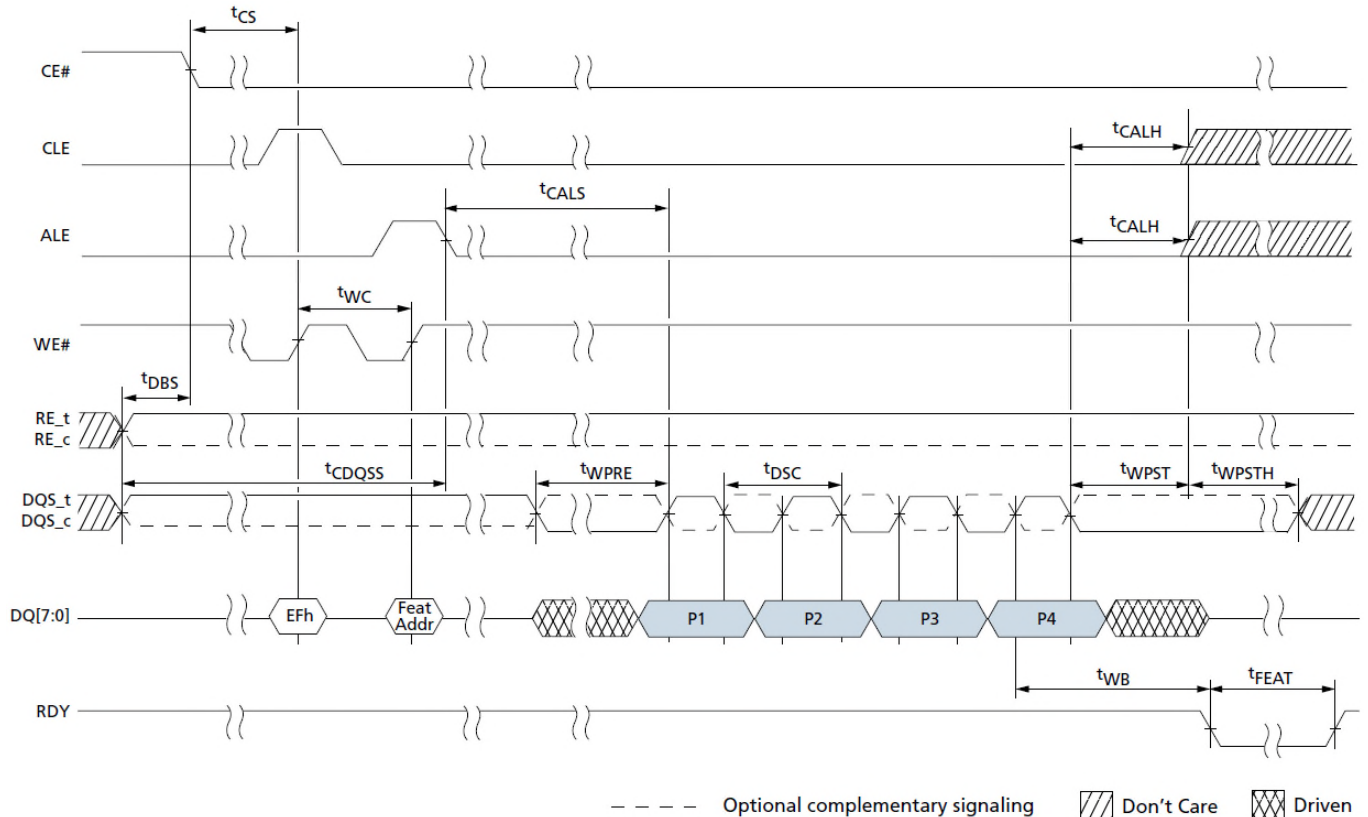 tCS
CE#
CLE
tCALH
tCALS
ALE
tCALH
tWC
WE#
tDBS
RE_t
RE_c
tCDQSS
tWPRE
tDSC
tWPST
tWPSTH
DQS_t
DQS_c
DQ[7:0]
EFh
Feat
Addr
P1
P2
P3
P4
tWB
tFEAT
RDY
Optional complementary signaling
Don't Care
Driven